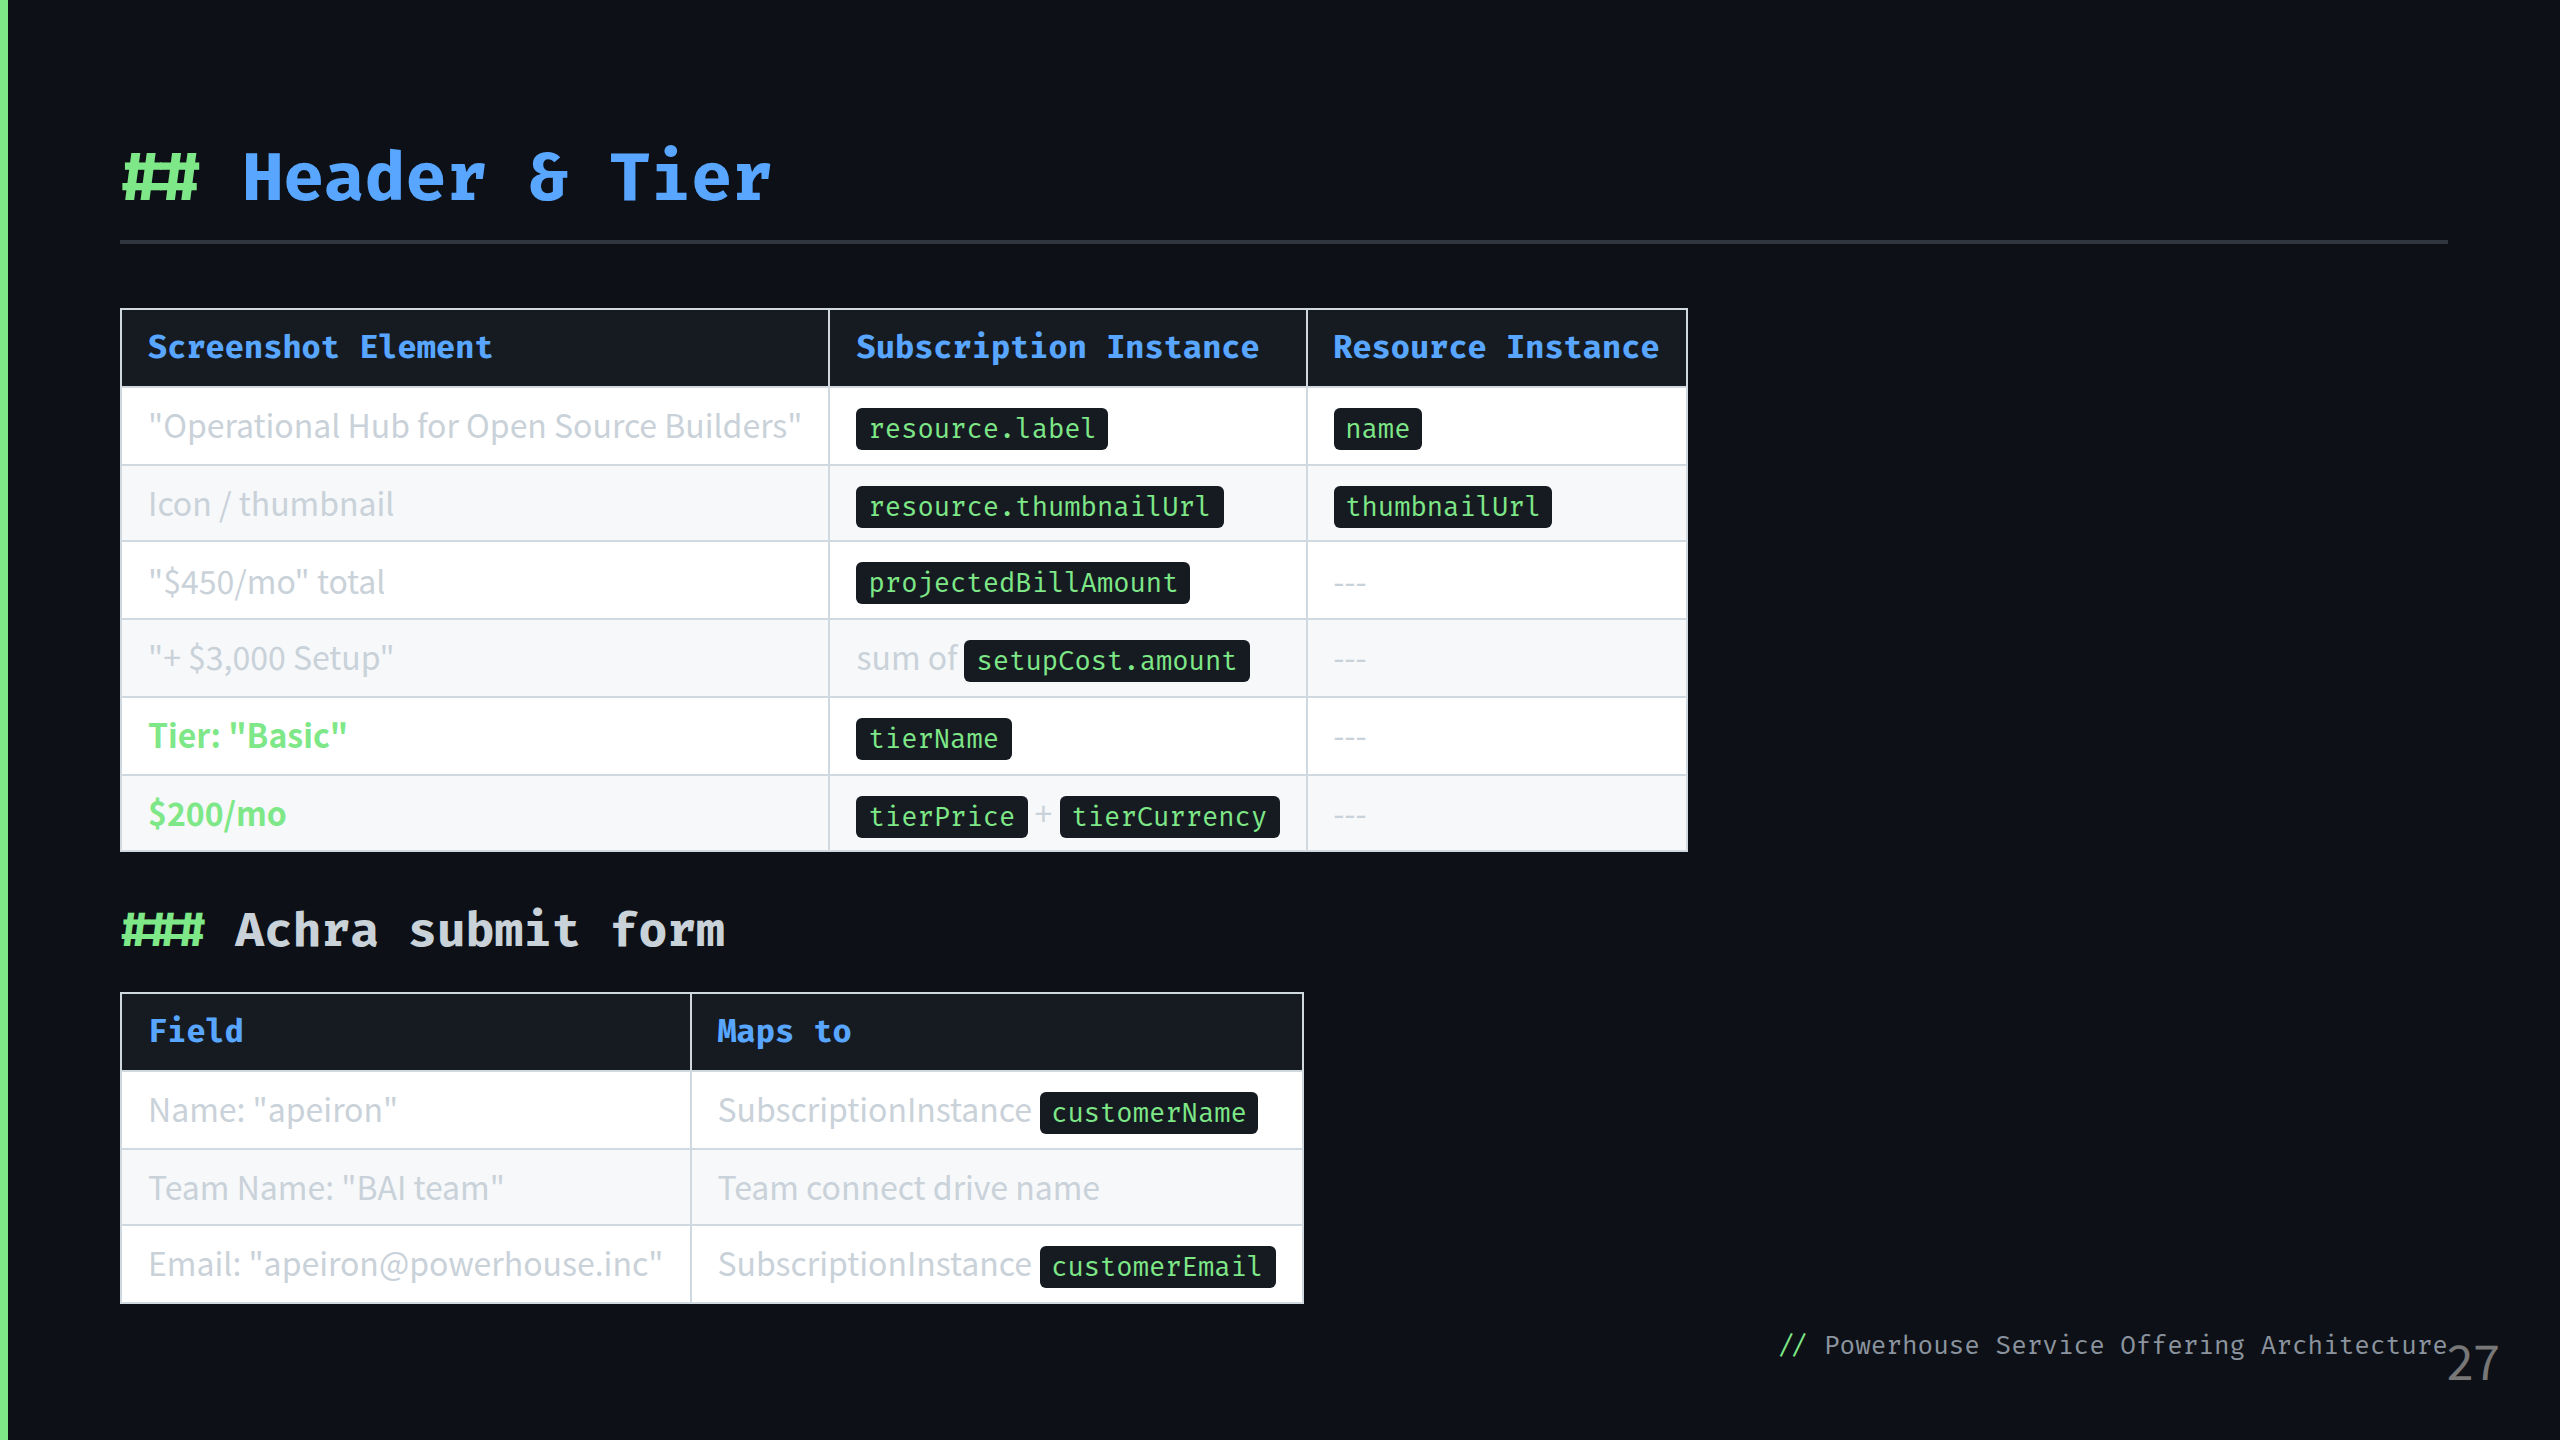 ## Header & Tier
Screenshot Element Subscription Instance Resource Instance
"Operational Hub for Open Source Builders" resource.label name
Icon / thumbnail resource.thumbnailUrl thumbnailUrl
"$450/mo" total projectedBillAmount ---
"+ $3,000 Setup" sum of setupCost.amount ---
Tier: "Basic" tierName ---
$200/mo tierPrice + tierCurrency ---
### Achra submit form
Field Maps to
Name: "apeiron" SubscriptionInstance customerName
Team Name: "BAI team" Team connect drive name
Email: "apeiron@powerhouse.inc" SubscriptionInstance customerEmail
// Powerhouse Service Offering Architecture
27